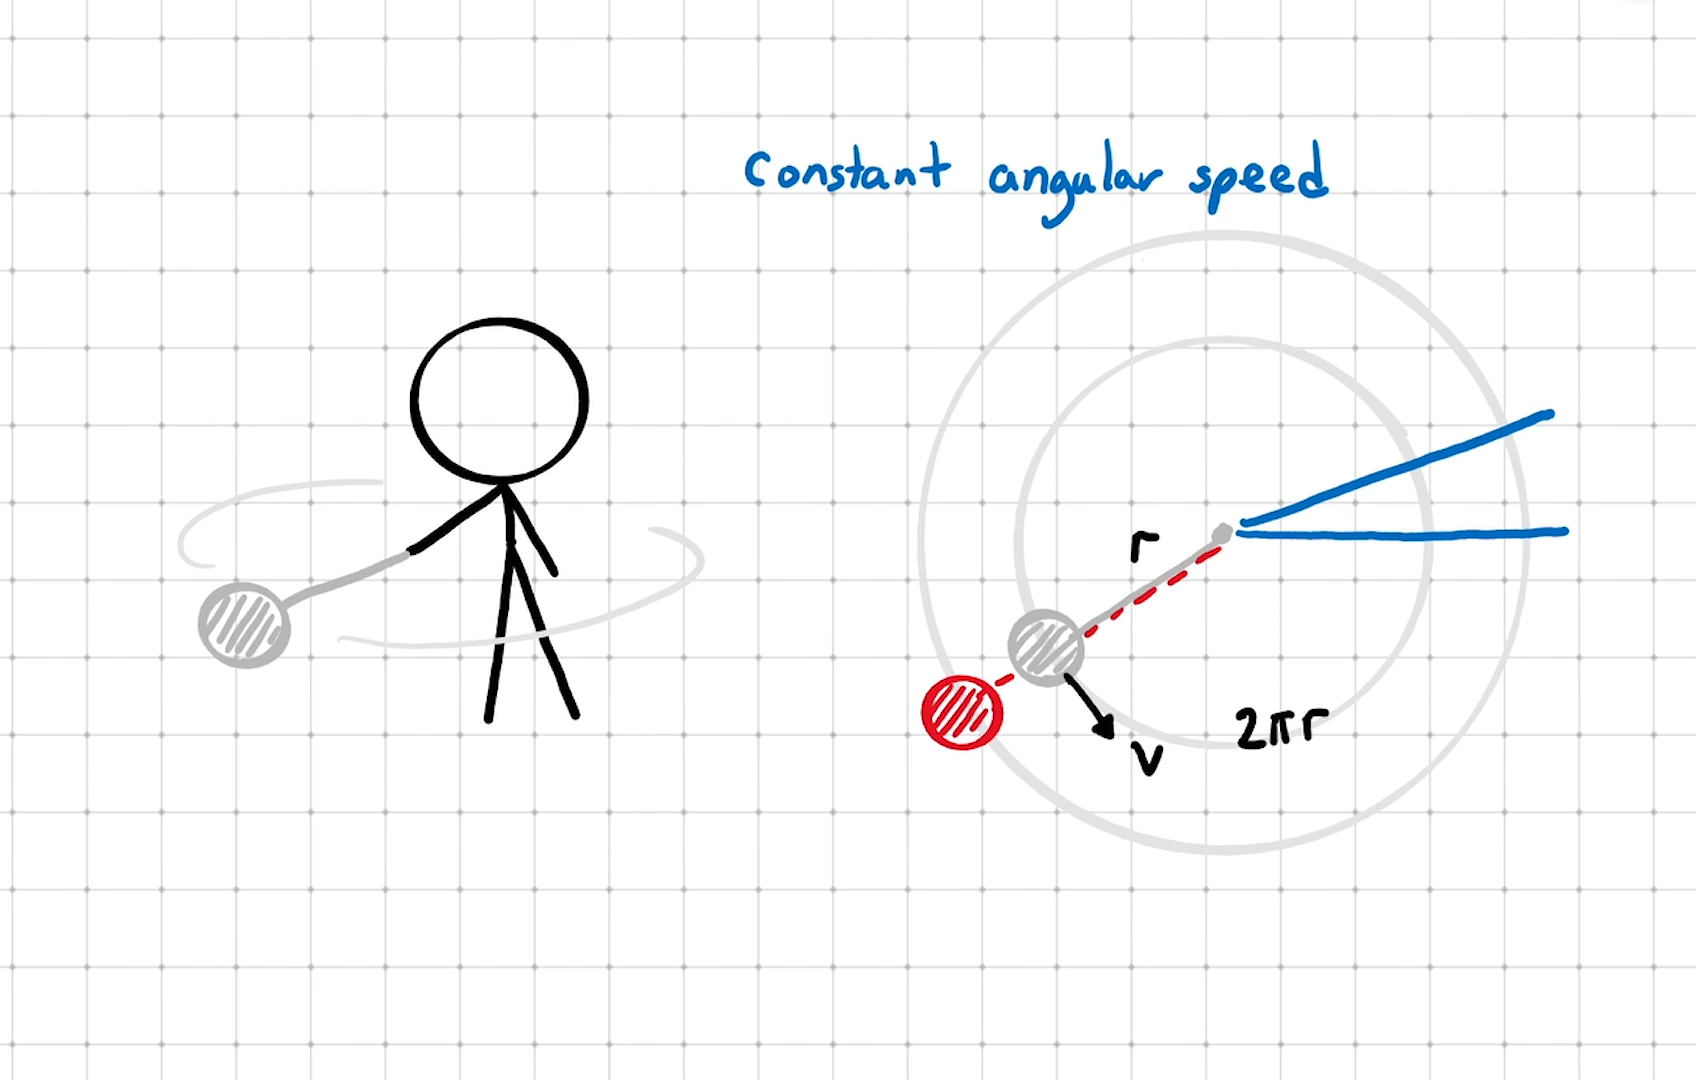 Constant angular speed
r
2πr
v